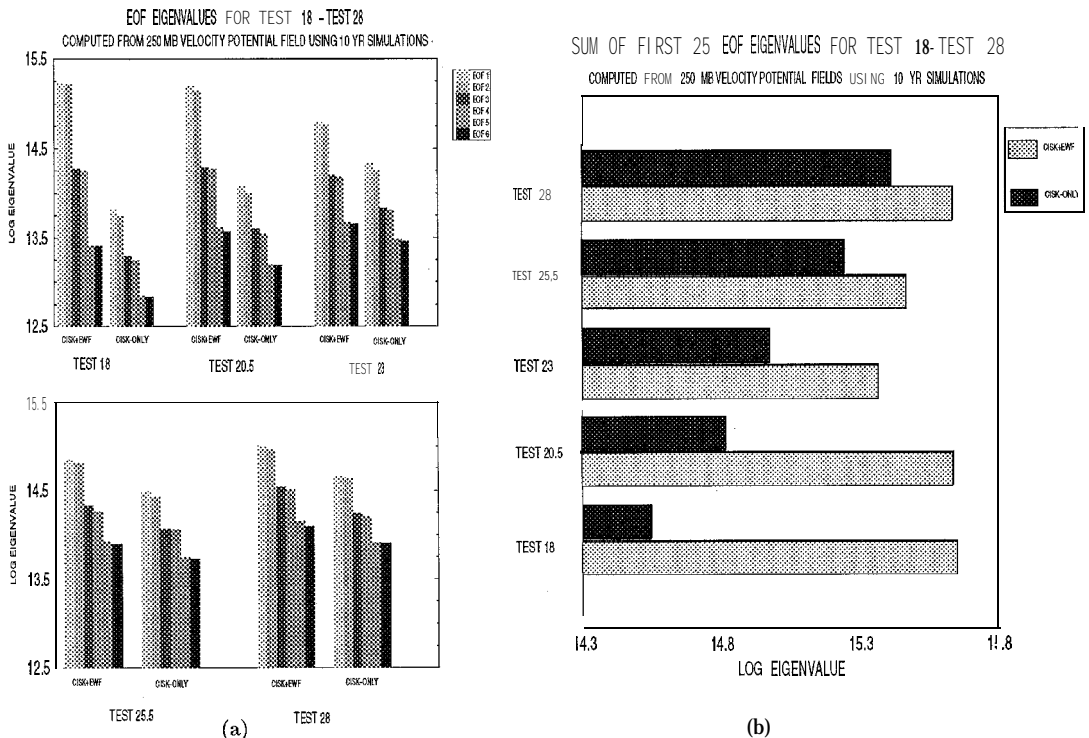 EOF EIGENVALUES FOR TEST 18 - TEST 28
COMPUTED FROM 250 MB VELOCITY POTENTIAL FIELD USING 10 YR SIMULATIONS
15.5
14.5
13.5
12.5
LOG EIGENVALUE
EOF 1
EOF 2
EOF 3
EOF 4
EOF 5
EOF 6
CISK+EWF CISK-ONLY CISK+EWF CISK-ONLY CISK+EWF CISK-ONLY
TEST 18 TEST 20.5 TEST 23
15.5
14.5
13.5
12.5
LOG EIGENVALUE
CISK+EWF CISK-ONLY CISK+EWF CISK-ONLY
TEST 25.5 TEST 28
(a)
SUM OF FIRST 25 EOF EIGENVALUES FOR TEST 18- TEST 28
COMPUTED FROM 250 MB VELOCITY POTENTIAL FIELDS USING 10 YR SIMULATIONS
CISK+EWF
CISK-ONLY
TEST 28
TEST 25,5
TEST 23
TEST 20.5
TEST 18
14.3 14.8 15.3 15.8
LOG EIGENVALUE
(b)